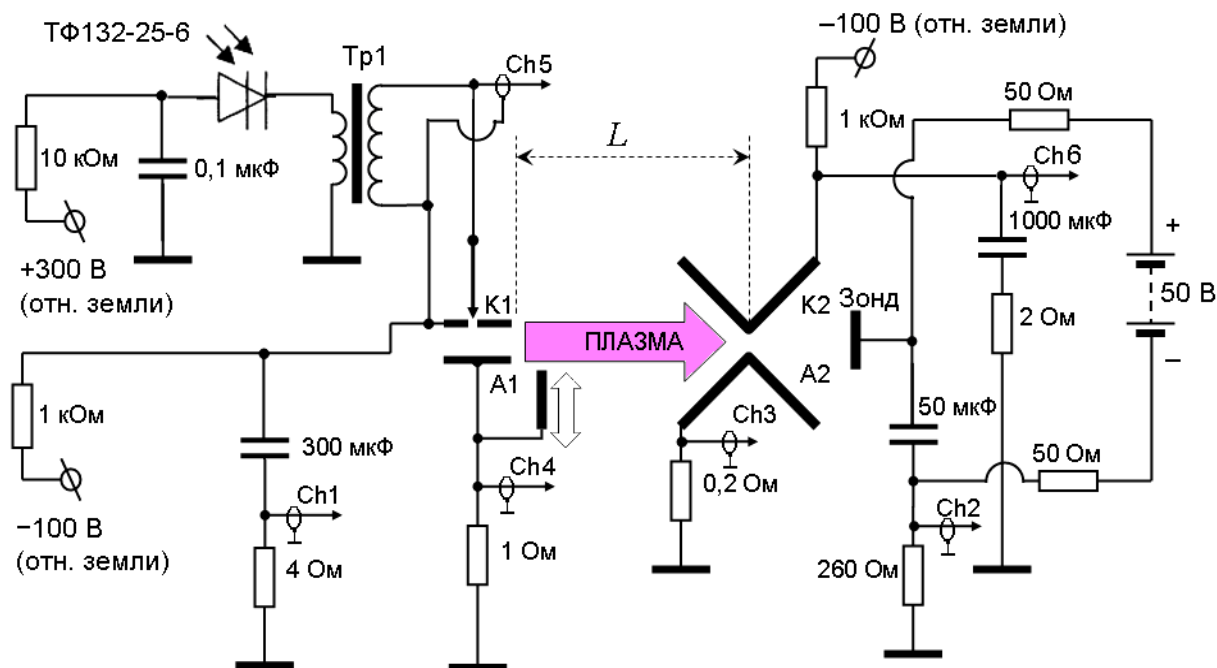 ТФ132-25-6
Тр1
Ch5
−100 В (отн. земли)
50 Ом
10 кОм
0,1 мкФ
L
1 кОм
Ch6
1000 мкФ
+
50 В
−
+300 В
(отн. земли)
К1
К2
Зонд
2 Ом
ПЛАЗМА
А1
А2
1 кОм
300 мкФ
Ch3
50 мкФ
50 Ом
Ch4
0,2 Ом
Ch1
Ch2
−100 В
(отн. земли)
4 Ом
1 Ом
260 Ом